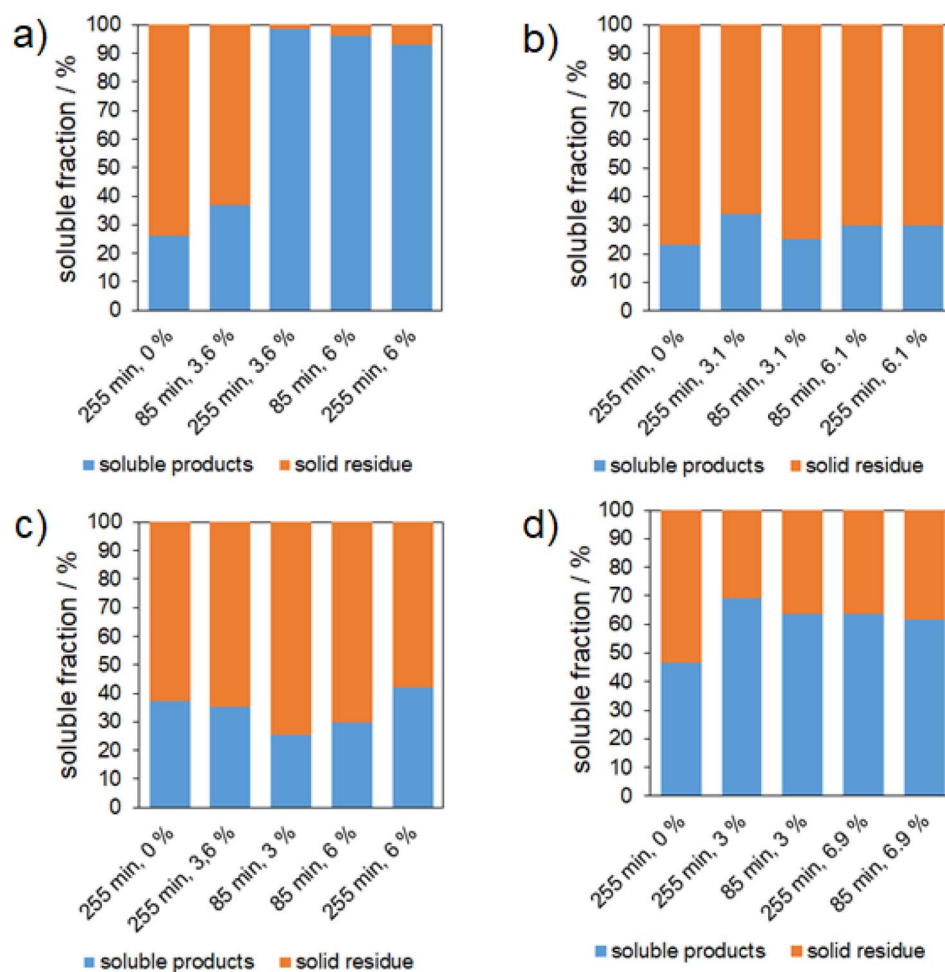 a)
soluble fraction / %
100
90
80
70
60
50
40
30
20
10
0
255 min, 0 %
85 min, 3.6 %
255 min, 3.6 %
85 min, 6 %
255 min, 6 %
soluble products
solid residue
b)
soluble fraction / %
100
90
80
70
60
50
40
30
20
10
0
255 min, 0 %
255 min, 3.1 %
85 min, 3.1 %
85 min, 6.1 %
255 min, 6.1 %
soluble products
solid residue
c)
soluble fraction / %
100
90
80
70
60
50
40
30
20
10
0
255 min, 0 %
255 min, 3,6 %
85 min, 3 %
85 min, 6 %
255 min, 6 %
soluble products
solid residue
d)
soluble fraction / %
100
90
80
70
60
50
40
30
20
10
0
255 min, 0 %
255 min, 3 %
85 min, 3 %
255 min, 6.9 %
85 min, 6.9 %
soluble products
solid residue